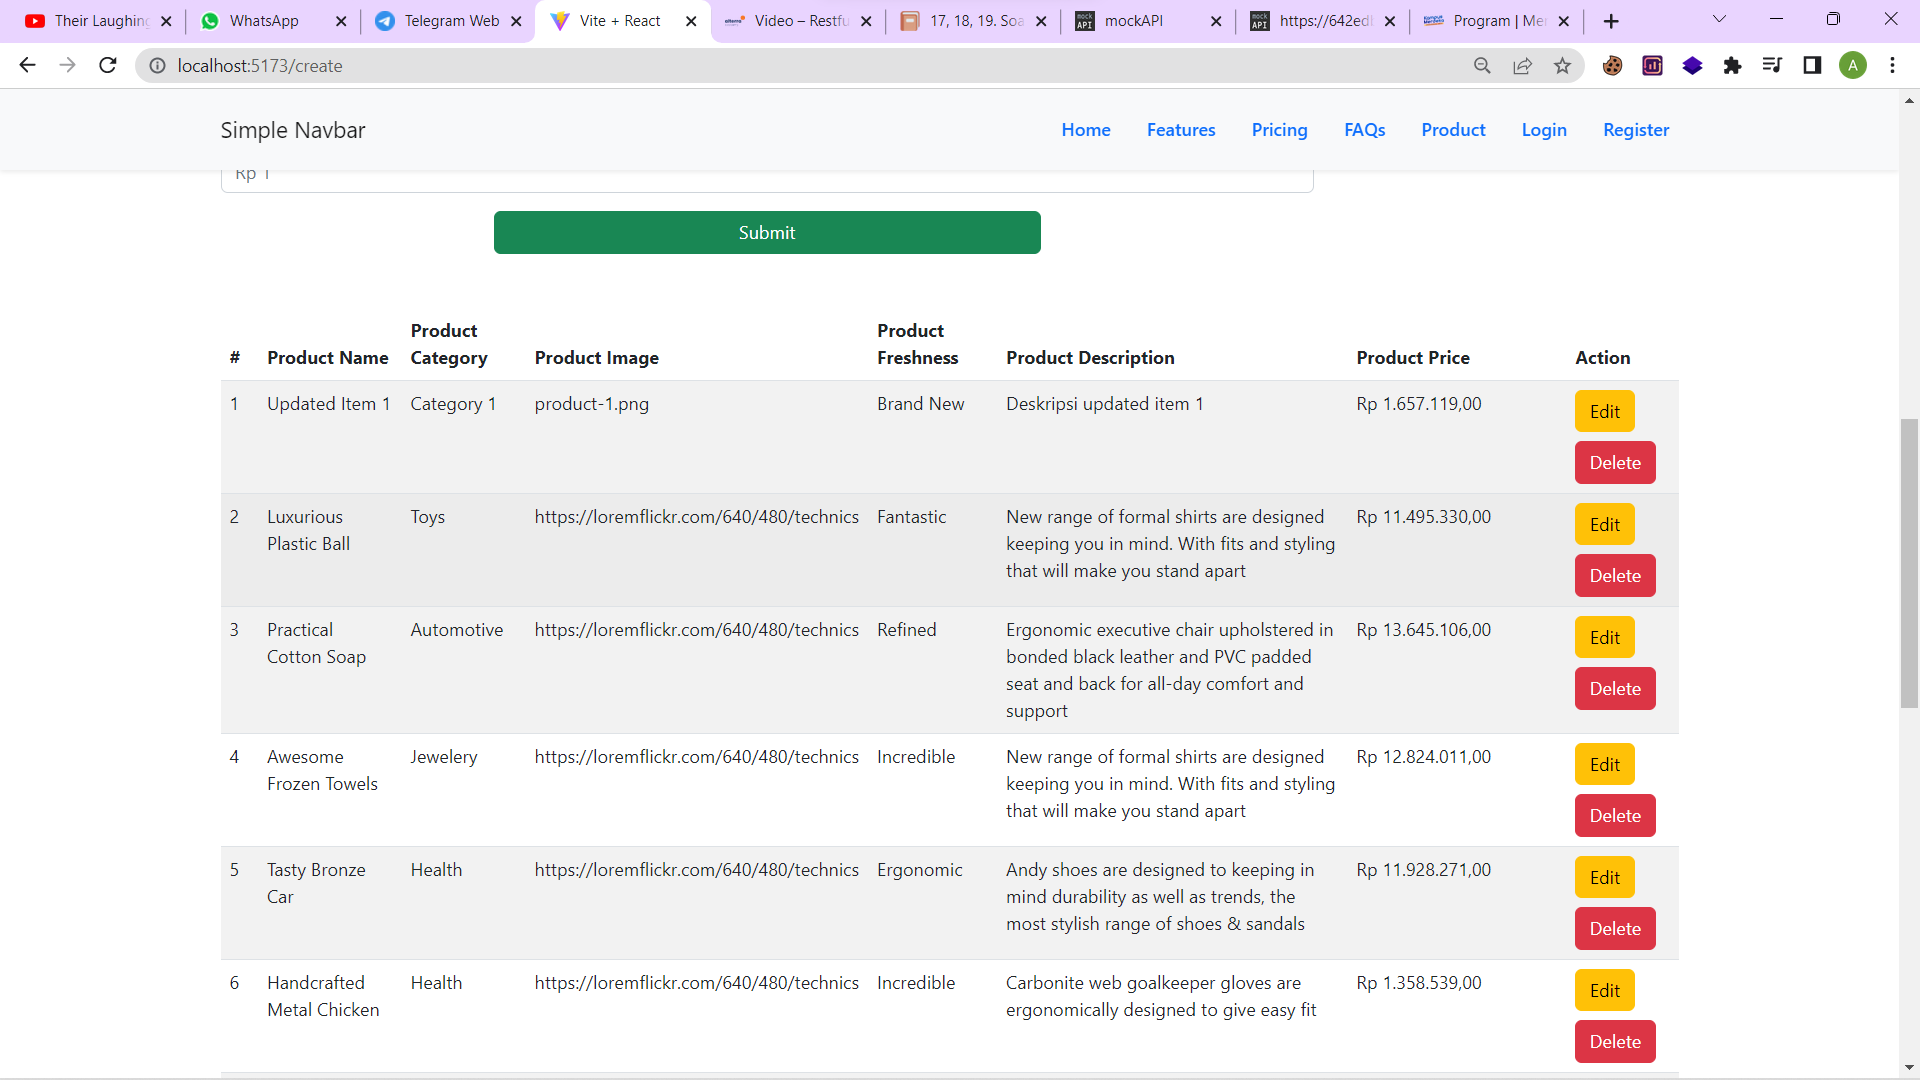 Their Laughing
WhatsApp
Telegram Web
Vite + React
Video – Restfu
17, 18, 19. Soa
mockAPI
https://642edl
Program | Mer
localhost:5173/create
A
Simple Navbar
Home Features Pricing FAQs Product Login Register
Rp 1
Submit
# Product Name Product Category Product Image Product Freshness Product Description Product Price Action
1 Updated Item 1 Category 1 product-1.png Brand New Deskripsi updated item 1 Rp 1.657.119,00 Edit
Delete
2 Luxurious Toys https://loremflickr.com/640/480/technics Fantastic New range of formal shirts are designed Rp 11.495.330,00 Edit
Plastic Ball keeping you in mind. With fits and styling
that will make you stand apart Delete
3 Practical Automotive https://loremflickr.com/640/480/technics Refined Ergonomic executive chair upholstered in Rp 13.645.106,00 Edit
Cotton Soap bonded black leather and PVC padded
seat and back for all-day comfort and Delete
support
4 Awesome Jewelery https://loremflickr.com/640/480/technics Incredible New range of formal shirts are designed Rp 12.824.011,00 Edit
Frozen Towels keeping you in mind. With fits and styling
that will make you stand apart Delete
5 Tasty Bronze Health https://loremflickr.com/640/480/technics Ergonomic Andy shoes are designed to keeping in Rp 11.928.271,00 Edit
Car mind durability as well as trends, the
most stylish range of shoes & sandals Delete
6 Handcrafted Health https://loremflickr.com/640/480/technics Incredible Carbonite web goalkeeper gloves are Rp 1.358.539,00 Edit
Metal Chicken ergonomically designed to give easy fit
Delete